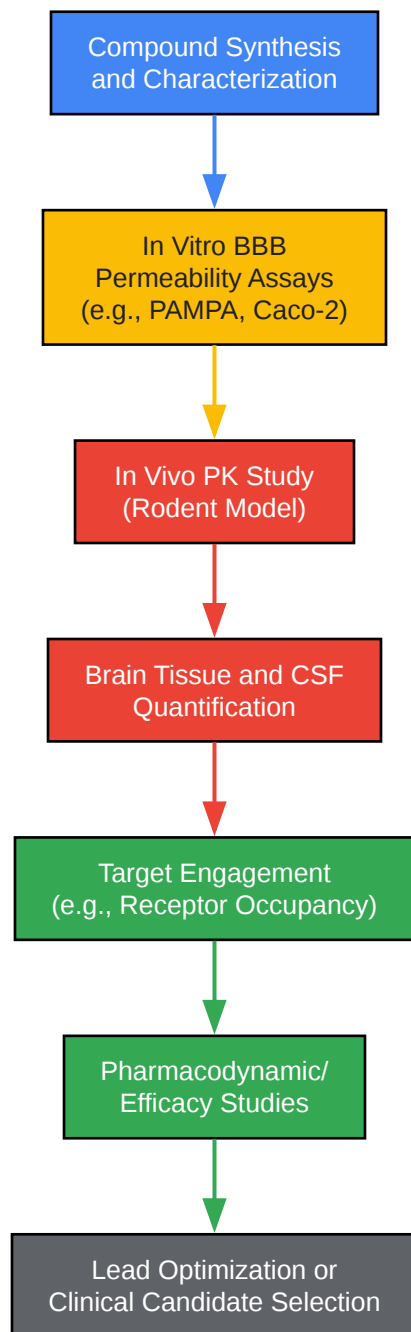 Compound Synthesis
and Characterization
In Vitro BBB
Permeability Assays
(e.g., PAMPA, Caco-2)
In Vivo PK Study
(Rodent Model)
Brain Tissue and CSF
Quantification
Target Engagement
(e.g., Receptor Occupancy)
Pharmacodynamic/
Efficacy Studies
Lead Optimization or
Clinical Candidate Selection